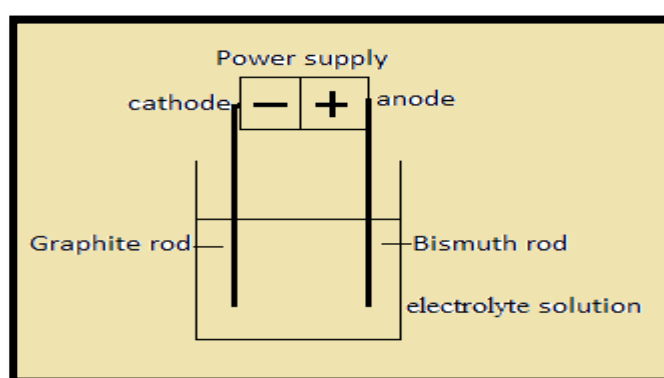 Power supply
cathode
− +
anode
Graphite rod
Bismuth rod
electrolyte solution